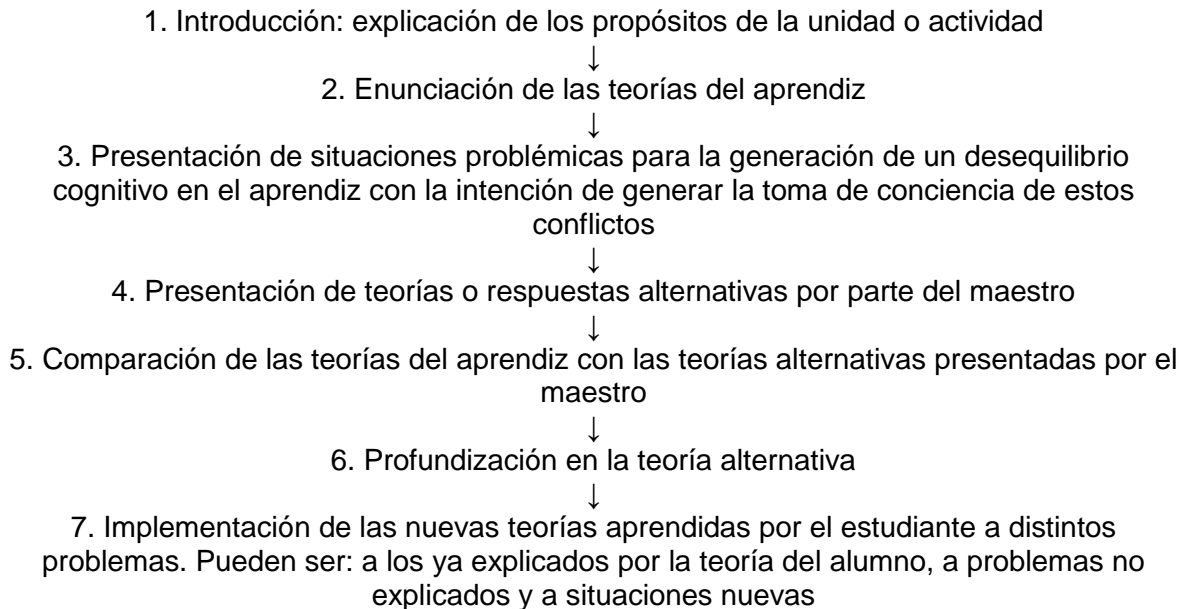 1. Introducción: explicación de los propósitos de la unidad o actividad
↓
2. Enunciación de las teorías del aprendiz
↓
3. Presentación de situaciones problémicas para la generación de un desequilibrio
cognitivo en el aprendiz con la intención de generar la toma de conciencia de estos
conflictos
↓
4. Presentación de teorías o respuestas alternativas por parte del maestro
↓
5. Comparación de las teorías del aprendiz con las teorías alternativas presentadas por el
maestro
↓
6. Profundización en la teoría alternativa
↓
7. Implementación de las nuevas teorías aprendidas por el estudiante a distintos
problemas. Pueden ser: a los ya explicados por la teoría del alumno, a problemas no
explicados y a situaciones nuevas